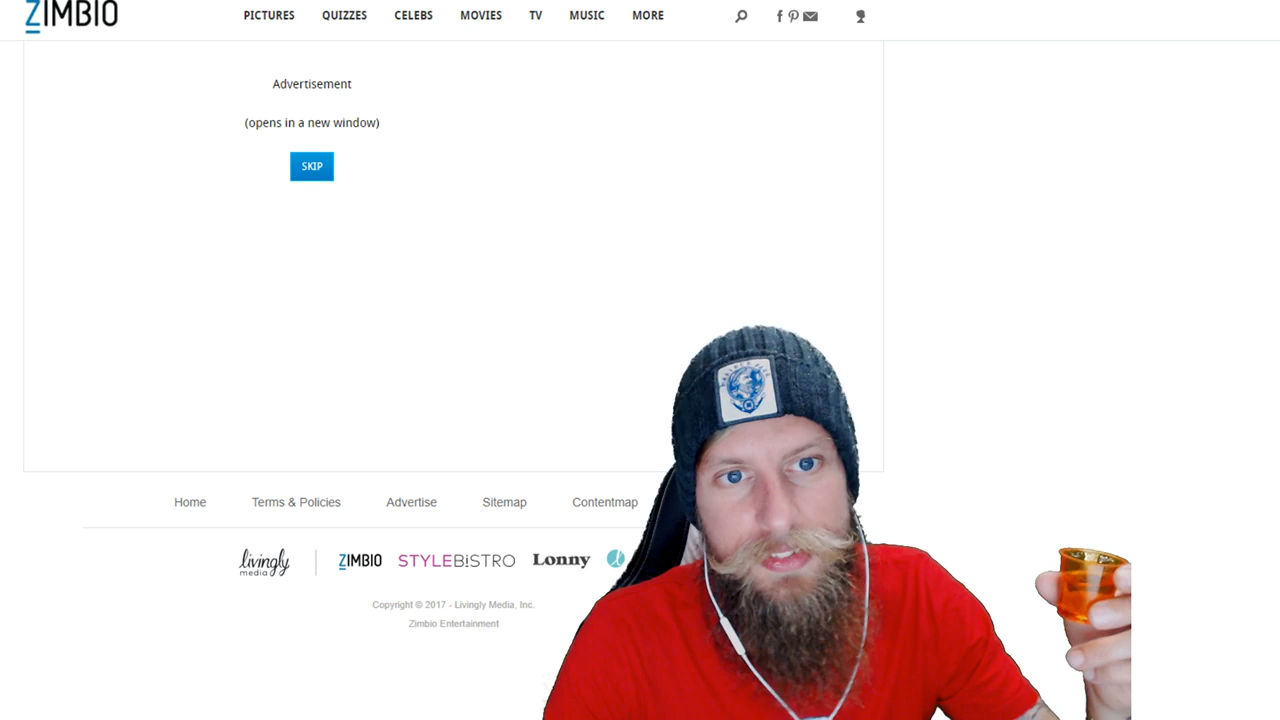 ZIMBIO
PICTURES QUIZZES CELEBS MOVIES TV MUSIC MORE
Advertisement
(opens in a new window)
SKIP
Home Terms & Policies Advertise Sitemap Contentmap
livingly media ZIMBIO STYLEBISTRO Lonny
Copyright © 2017 - Livingly Media, Inc.
Zimbio Entertainment